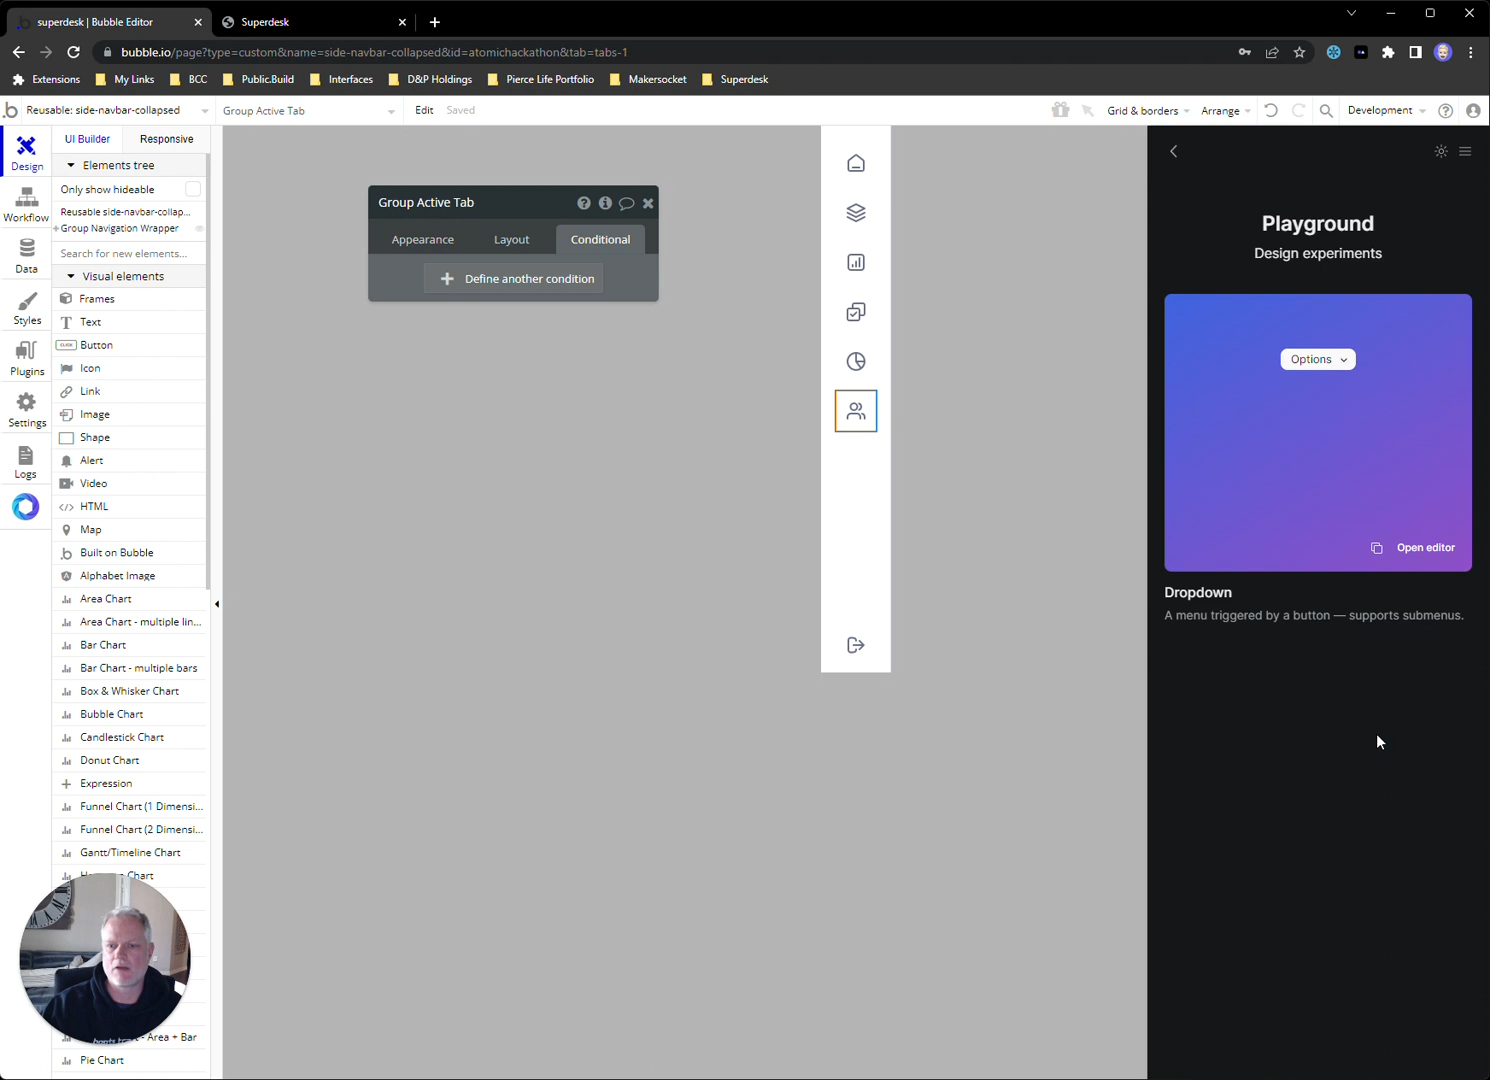 superdesk | Bubble Editor
Superdesk
bubble.io/page?type=custom&name=side-navbar-collapsed&id=atomichackathon&tab=tabs-1
Extensions
My Links
BCC
Public.Build
Interfaces
D&P Holdings
Pierce Life Portfolio
Makersocket
Superdesk
Reusable: side-navbar-collapsed
Group Active Tab
Edit
Saved
Grid & borders
Arrange
Development
Design
Workflow
Data
Styles
Plugins
Settings
Logs
UI Builder
Responsive
Elements tree
Only show hideable
Reusable side-navbar-collap...
Group Navigation Wrapper
Search for new elements...
Visual elements
Frames
Text
CLICK
Button
Icon
Link
Image
Shape
Alert
Video
HTML
Map
Built on Bubble
Alphabet Image
Area Chart
Area Chart - multiple lin...
Bar Chart
Bar Chart - multiple bars
Box & Whisker Chart
Bubble Chart
Candlestick Chart
Donut Chart
Expression
Funnel Chart (1 Dimensi...
Funnel Chart (2 Dimensi...
Gantt/Timeline Chart
Chart
- Area + Bar
Pie Chart
Group Active Tab
Appearance
Layout
Conditional
Define another condition
Playground
Design experiments
Options
Open editor
Dropdown
A menu triggered by a button — supports submenus.